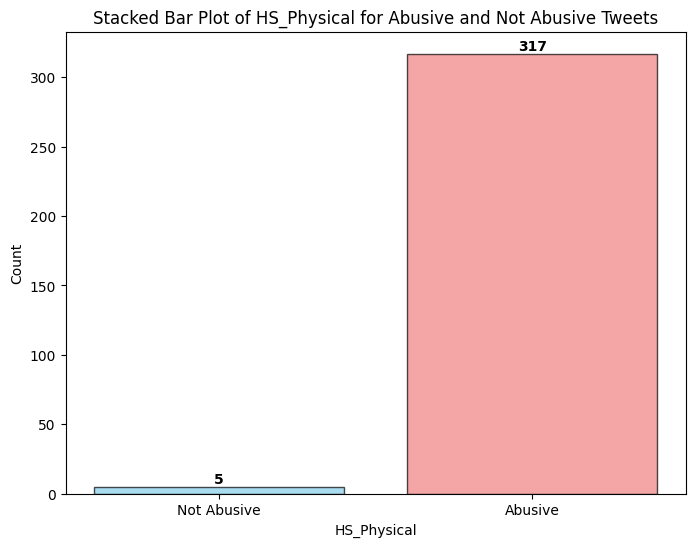 Stacked Bar Plot of HS_Physical for Abusive and Not Abusive Tweets
317
300
250
200
150
100
50
0
Count
5
Not Abusive
Abusive
HS_Physical